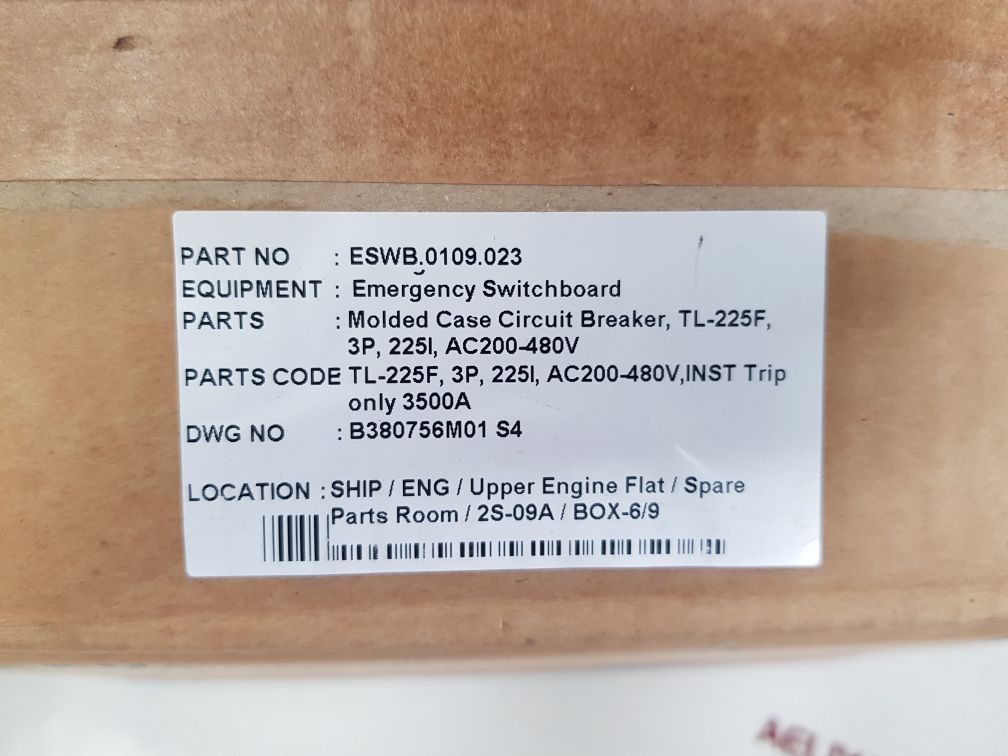 PART NO : ESWB.0109.023
EQUIPMENT : Emergency Switchboard
PARTS : Molded Case Circuit Breaker, TL-225F,
3P, 225I, AC200-480V
PARTS CODE TL-225F, 3P, 225I, AC200-480V,INST Trip
only 3500A
DWG NO : B380756M01 S4
LOCATION : SHIP / ENG / Upper Engine Flat / Spare
Parts Room / 2S-09A / BOX-6/9